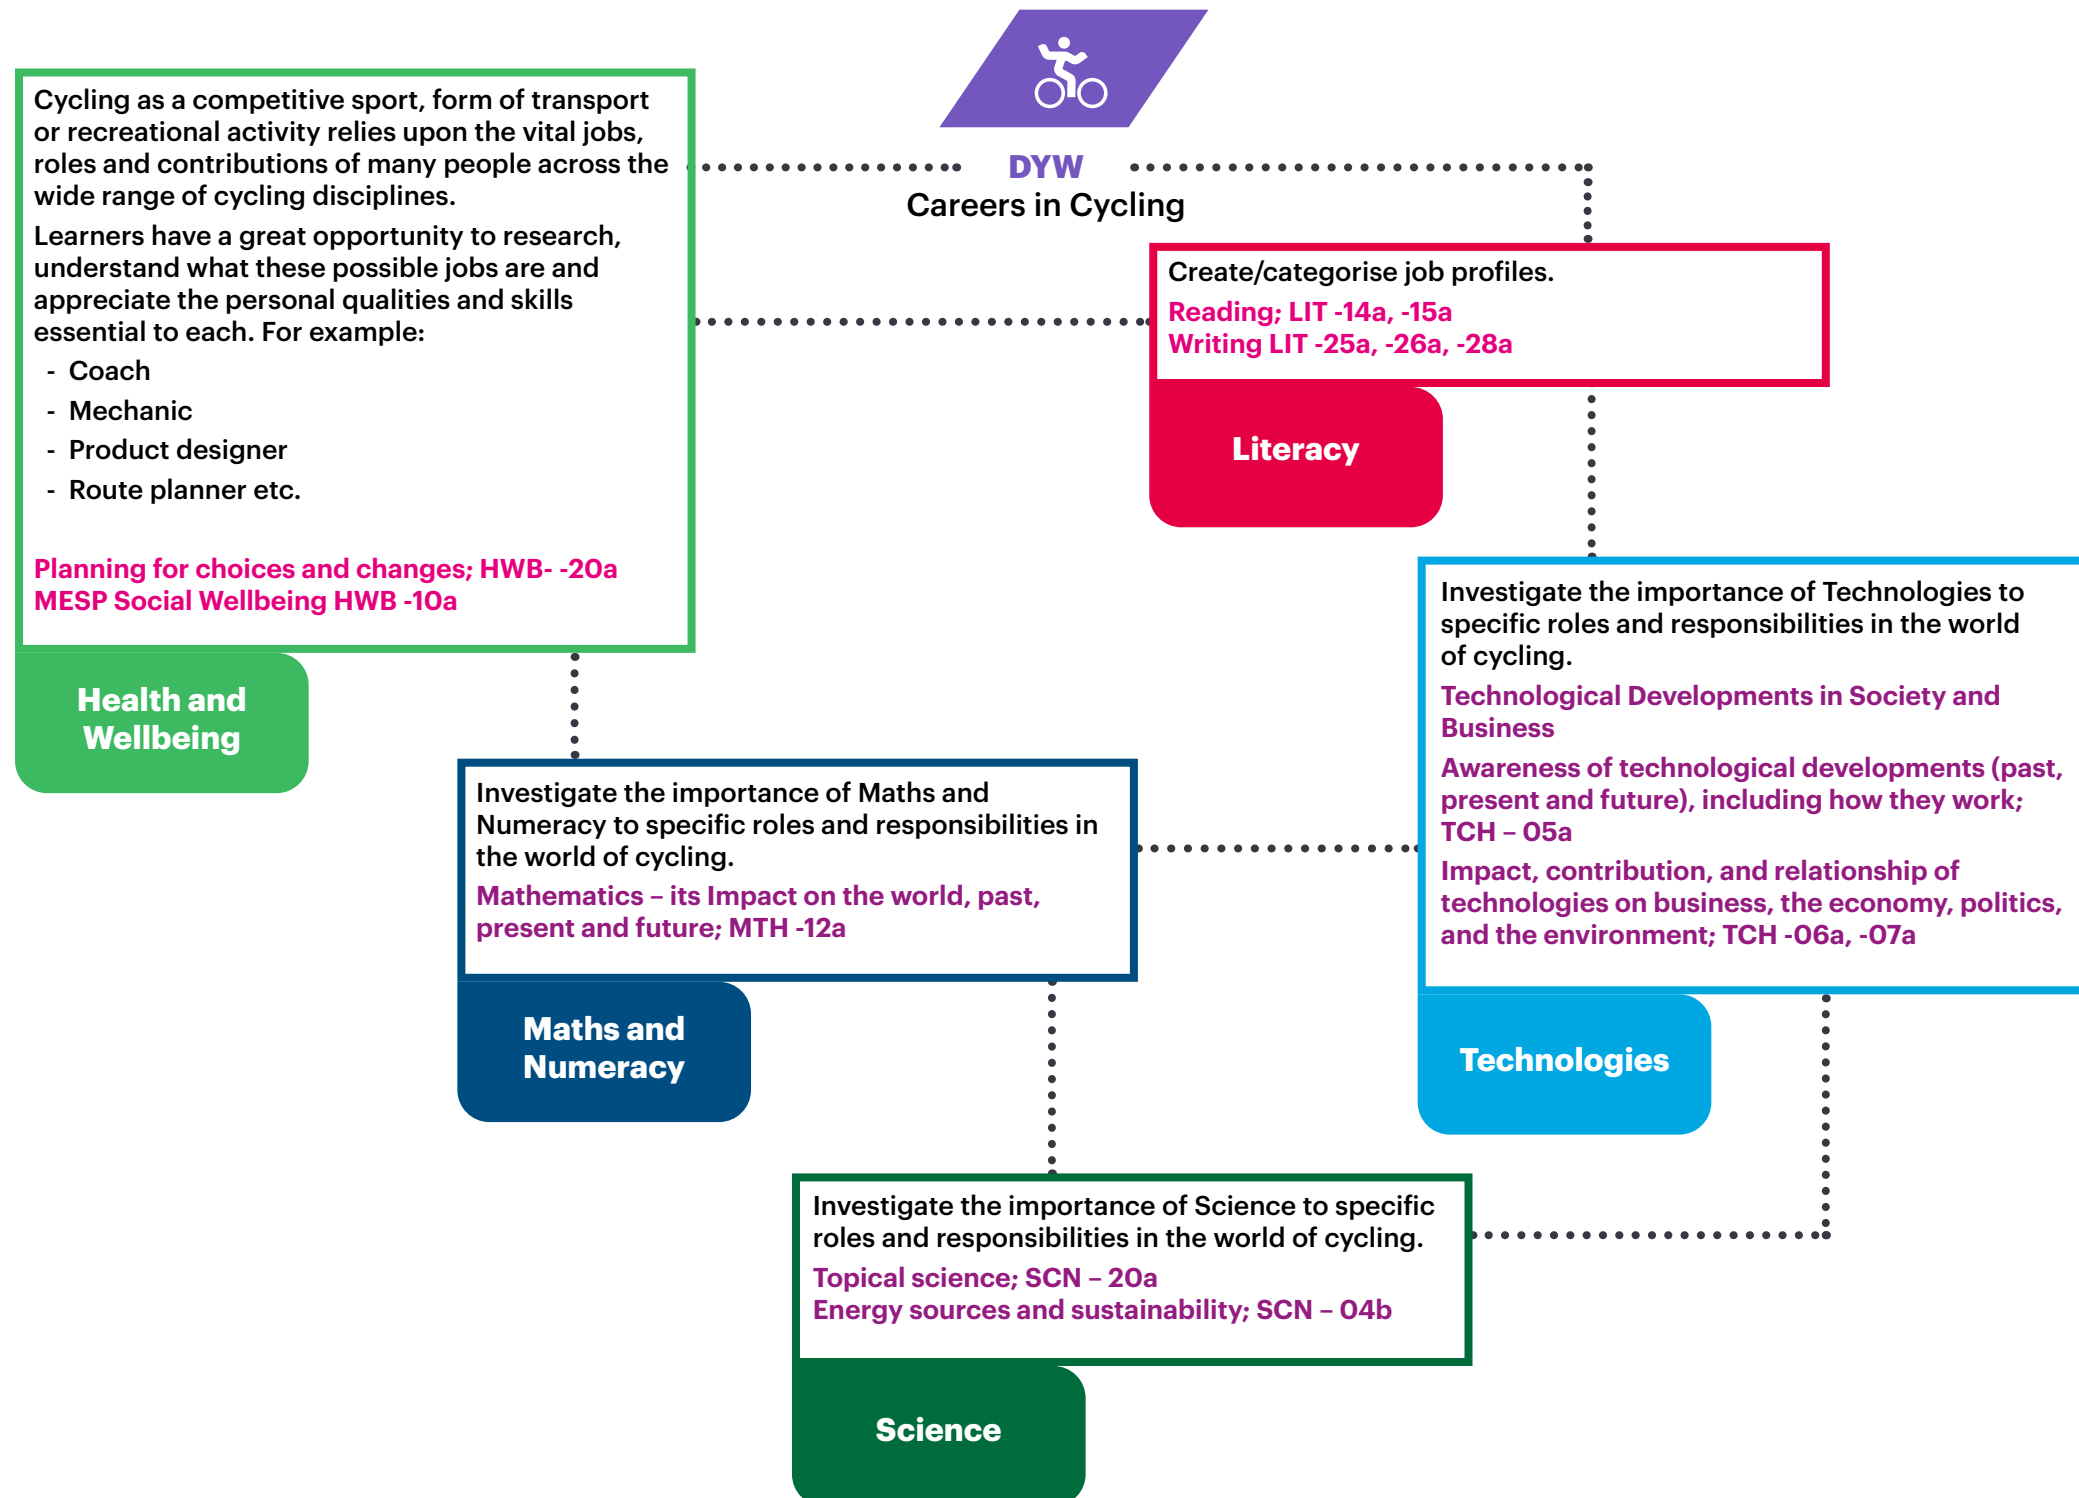 DYW
Careers in Cycling
Cycling as a competitive sport, form of transport
or recreational activity relies upon the vital jobs,
roles and contributions of many people across the
wide range of cycling disciplines.
Learners have a great opportunity to research,
understand what these possible jobs are and
appreciate the personal qualities and skills
essential to each. For example:
- Coach
- Mechanic
- Product designer
- Route planner etc.
Planning for choices and changes; HWB- -20a
MESP Social Wellbeing HWB -10a
Health and
Wellbeing
Create/categorise job profiles.
Reading; LIT -14a, -15a
Writing LIT -25a, -26a, -28a
Literacy
Investigate the importance of Technologies to
specific roles and responsibilities in the world
of cycling.
Technological Developments in Society and
Business
Awareness of technological developments (past,
present and future), including how they work;
TCH – 05a
Impact, contribution, and relationship of
technologies on business, the economy, politics,
and the environment; TCH -06a, -07a
Technologies
Investigate the importance of Maths and
Numeracy to specific roles and responsibilities in
the world of cycling.
Mathematics – its Impact on the world, past,
present and future; MTH -12a
Maths and
Numeracy
Investigate the importance of Science to specific
roles and responsibilities in the world of cycling.
Topical science; SCN – 20a
Energy sources and sustainability; SCN – 04b
Science